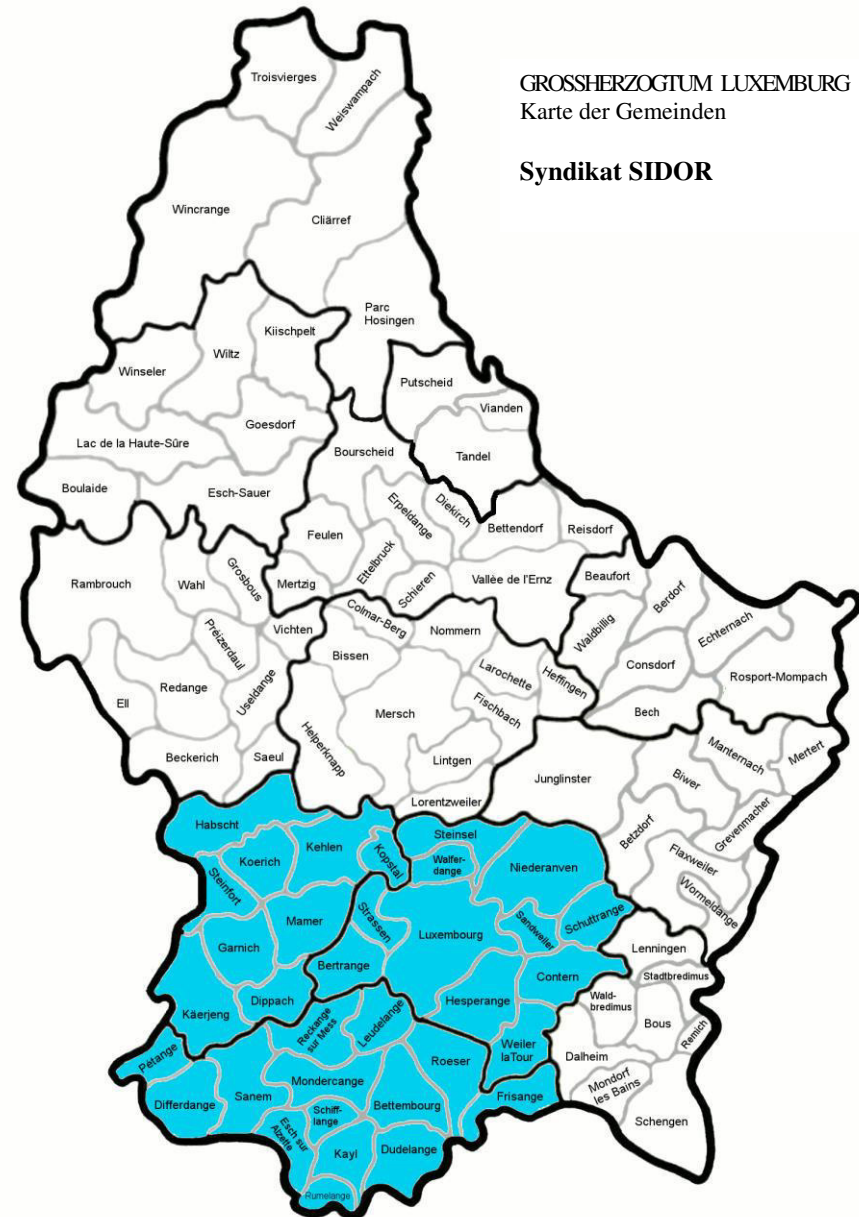 GROSSHERZOGTUM LUXEMBURG
Karte der Gemeinden
Syndikat SIDOR
Troisvierges
Weiswampach
Wincrange
Cliärref
Parc
Hosingen
Kiischpelt
Wiltz
Winseler
Putscheid
Vianden
Goesdorf
Lac de la Haute-Sûre
Bourscheid
Tandel
Boulaide
Esch-Sauer
Erpeldange
Diekirch
Bettendorf
Reisdorf
Feulen
Ettelbruck
Rambrouch
Wahl
Grosbous
Mertzig
Schieren
Vallèe de l'Ernz
Beaufort
Berdorf
Colmar-Berg
Nommern
Waldbillig
Echternach
Préizerdaul
Vichten
Bissen
Larochette
Heffingen
Consdorf
Rosport-Mompach
Ell
Redange
Useldange
Mersch
Fischbach
Bech
Helperknapp
Beckerich
Saeul
Lintgen
Junglinster
Manternach
Mertert
Biwer
Lorentzweiler
Grevenmacher
Betzdorf
Habscht
Steinsel
Kehlen
Koerich
Kopstal
Walfer-
dange
Niederanven
Flaxweiler
Steinfort
Wormeldange
Strassen
Mamer
Luxembourg
Sandweiler
Schuttrange
Garnich
Lenningen
Bertrange
Contern
Stadtbredimus
Dippach
Hesperange
Wald-
bredimus
Käerjeng
Reckange
sur Mess
Leudelange
Bous
Remich
Weiler
laTour
Dalheim
Pétange
Roeser
Mondorf
les Bains
Mondercange
Sanem
Differdange
Bettembourg
Frisange
Schiff-
lange
Schengen
Esch sur
Alzette
Kayl
Dudelange
Rumelange